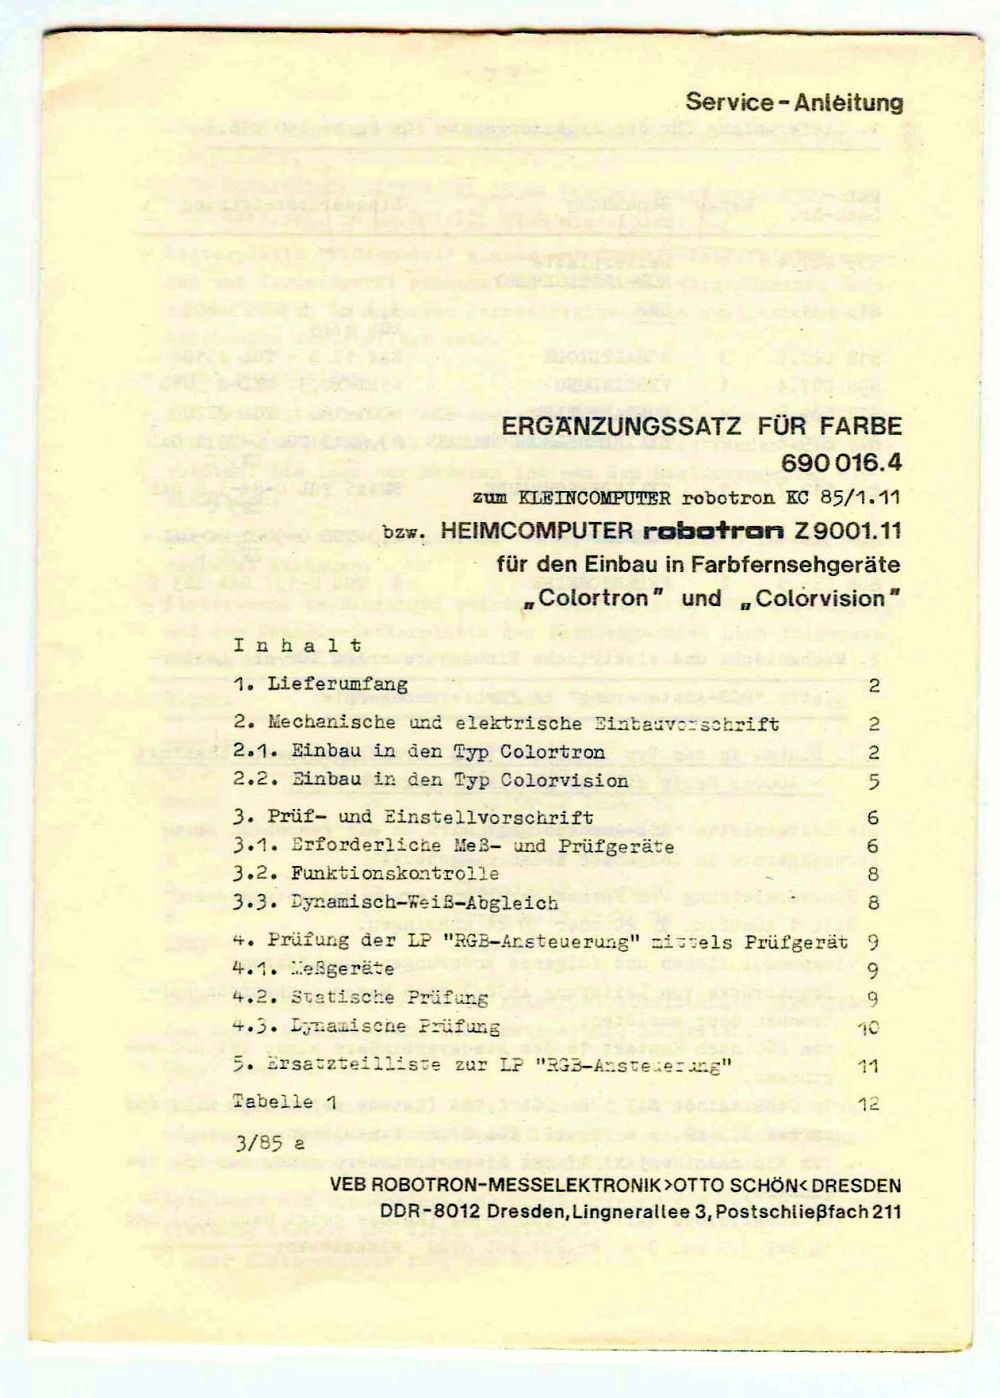 Service-Anleitung
ERGÄNZUNGSSATZ FÜR FARBE
690 016.4
zum KLEINCOMPUTER robotron KC 85/1.11
bzw. HEIMCOMPUTER robotron Z 9001.11
für den Einbau in Farbfernsehgeräte
„Colortron" und „Colorvision"
Inhalt
1. Lieferumfang 2
2. Mechanische und elektrische Einbauvorschrift 2
2.1. Einbau in den Typ Colortron 2
2.2. Einbau in den Typ Colorvision 5
3. Prüf- und Einstellvorschrift 6
3.1. Erforderliche Meß- und Prüfgeräte 6
3.2. Funktionskontrolle 8
3.3. Dynamisch-Weiß-Abgleich 8
4. Prüfung der LP "RGB-Ansteuerung" mittels Prüfgerät 9
4.1. Meßgeräte 9
4.2. Statische Prüfung 9
4.3. Dynamische Prüfung 10
5. Ersatzteilliste zur LP "RGB-Ansteuerung" 11
Tabelle 1 12
3/85 a
VEB ROBOTRON-MESSELEKTRONIK>OTTO SCHÖN<DRESDEN
DDR-8012 Dresden, Lingnerallee 3, Postschließfach 211